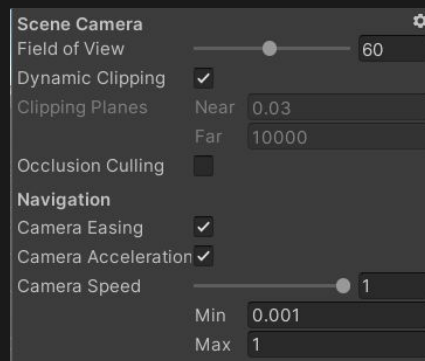 Scene Camera
Field of View 60
Dynamic Clipping
Clipping Planes Near 0.03
Far 10000
Occlusion Culling
Navigation
Camera Easing
Camera Acceleration
Camera Speed 1
Min 0.001
Max 1